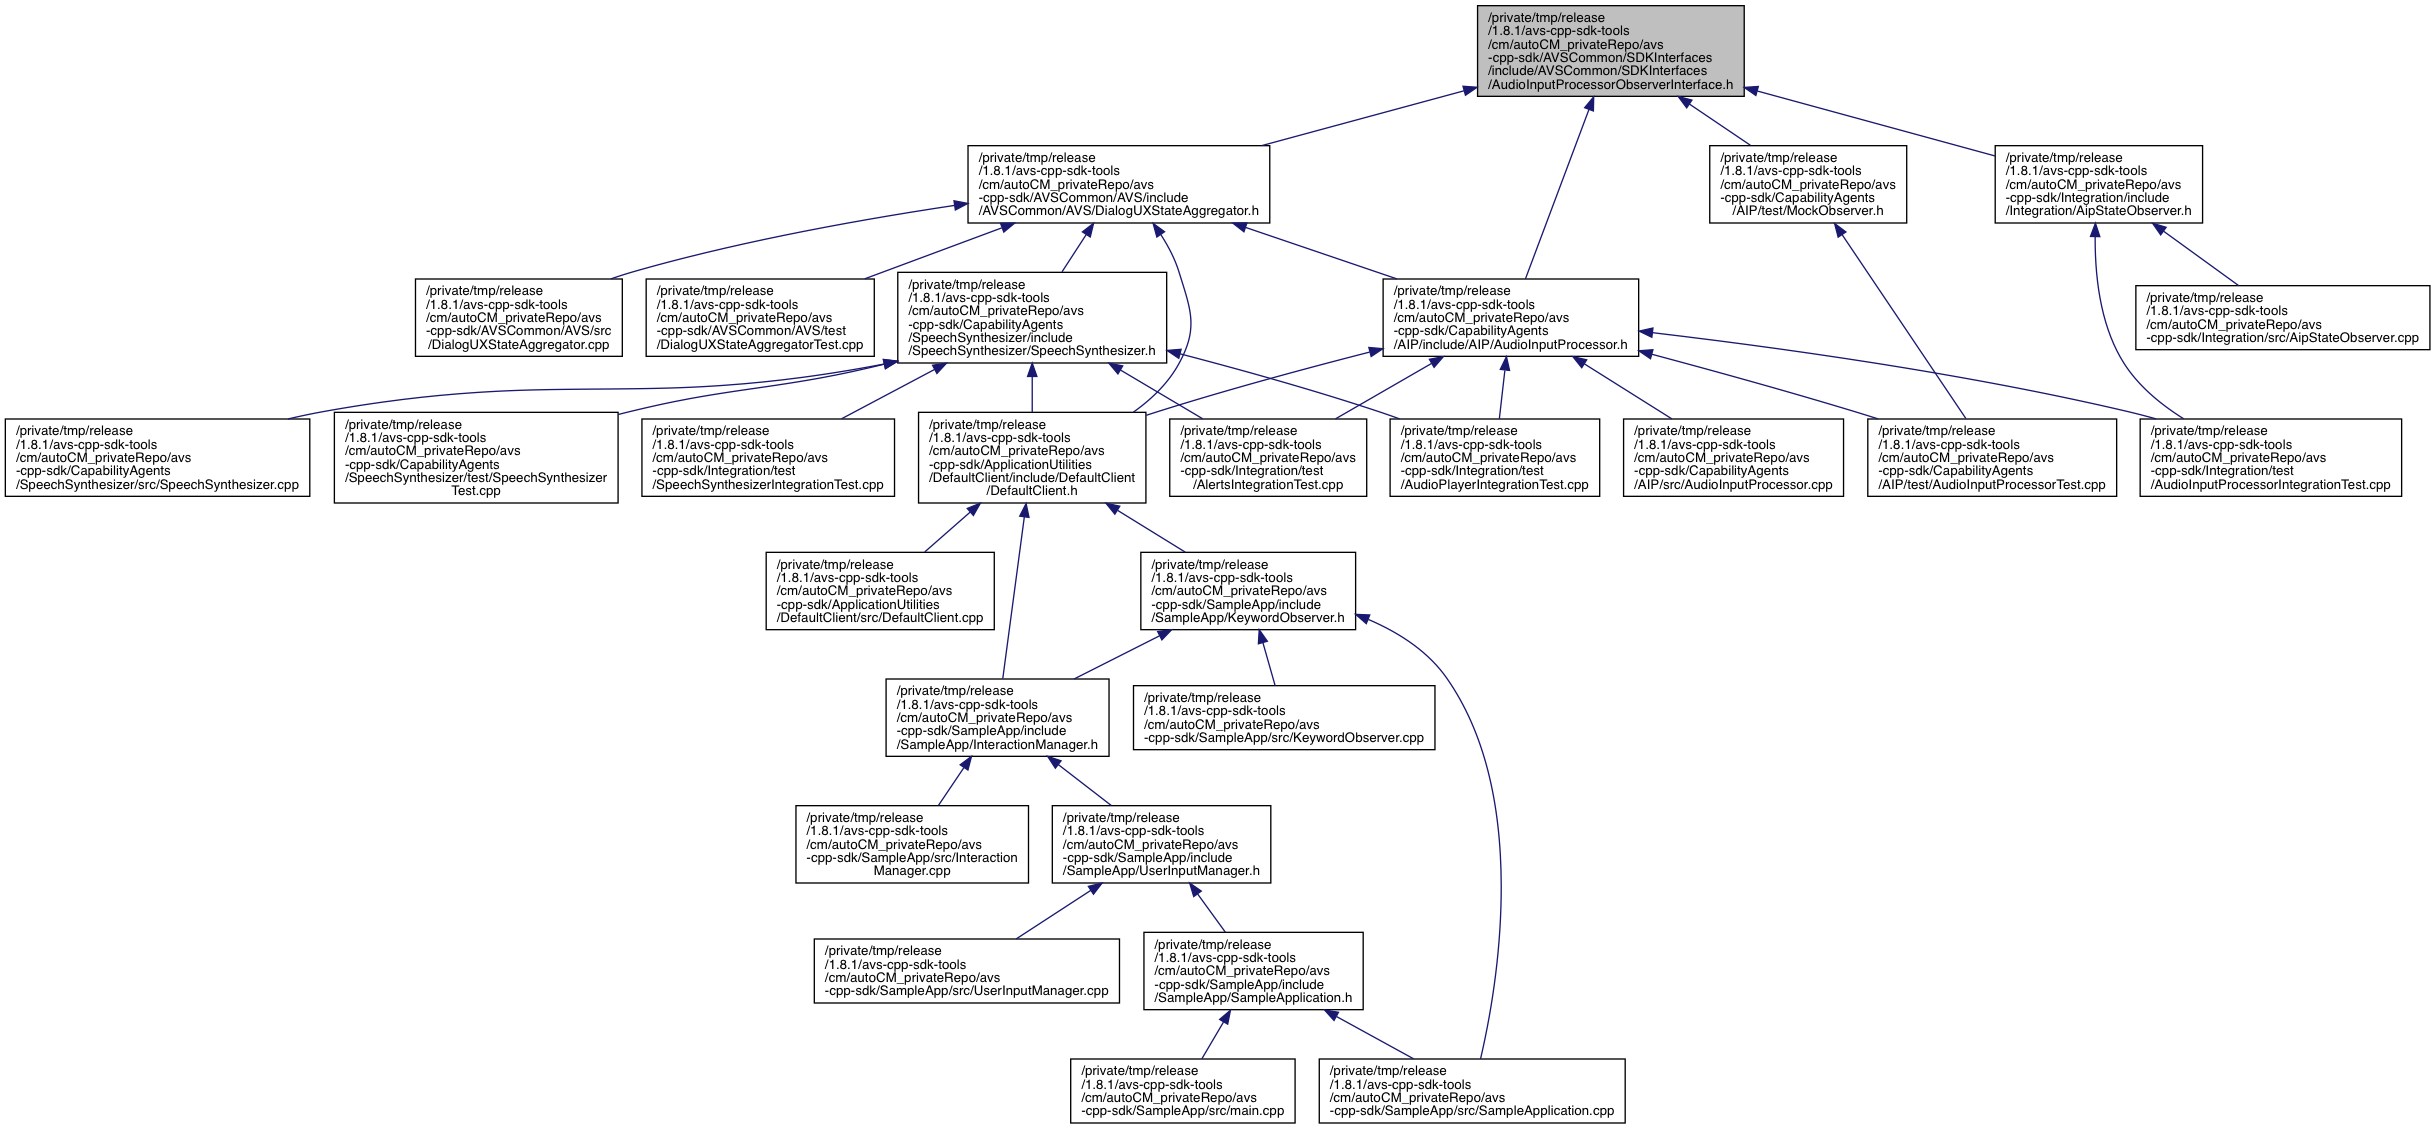 /private/tmp/release
/1.8.1/avs-cpp-sdk-tools
/cm/autoCM_privateRepo/avs
-cpp-sdk/AVSCommon/SDKInterfaces
/include/AVSCommon/SDKInterfaces
/AudioInputProcessorObserverInterface.h
/private/tmp/release
/1.8.1/avs-cpp-sdk-tools
/cm/autoCM_privateRepo/avs
-cpp-sdk/AVSCommon/AVS/include
/AVSCommon/AVS/DialogUXStateAggregator.h
/private/tmp/release
/1.8.1/avs-cpp-sdk-tools
/cm/autoCM_privateRepo/avs
-cpp-sdk/CapabilityAgents
/AIP/test/MockObserver.h
/private/tmp/release
/1.8.1/avs-cpp-sdk-tools
/cm/autoCM_privateRepo/avs
-cpp-sdk/Integration/include
/Integration/AipStateObserver.h
/private/tmp/release
/1.8.1/avs-cpp-sdk-tools
/cm/autoCM_privateRepo/avs
-cpp-sdk/AVSCommon/AVS/src
/DialogUXStateAggregator.cpp
/private/tmp/release
/1.8.1/avs-cpp-sdk-tools
/cm/autoCM_privateRepo/avs
-cpp-sdk/AVSCommon/AVS/test
/DialogUXStateAggregatorTest.cpp
/private/tmp/release
/1.8.1/avs-cpp-sdk-tools
/cm/autoCM_privateRepo/avs
-cpp-sdk/CapabilityAgents
/SpeechSynthesizer/include
/SpeechSynthesizer/SpeechSynthesizer.h
/private/tmp/release
/1.8.1/avs-cpp-sdk-tools
/cm/autoCM_privateRepo/avs
-cpp-sdk/CapabilityAgents
/AIP/include/AIP/AudioInputProcessor.h
/private/tmp/release
/1.8.1/avs-cpp-sdk-tools
/cm/autoCM_privateRepo/avs
-cpp-sdk/Integration/src/AipStateObserver.cpp
/private/tmp/release
/1.8.1/avs-cpp-sdk-tools
/cm/autoCM_privateRepo/avs
-cpp-sdk/CapabilityAgents
/SpeechSynthesizer/src/SpeechSynthesizer.cpp
/private/tmp/release
/1.8.1/avs-cpp-sdk-tools
/cm/autoCM_privateRepo/avs
-cpp-sdk/CapabilityAgents
/SpeechSynthesizer/test/SpeechSynthesizer
Test.cpp
/private/tmp/release
/1.8.1/avs-cpp-sdk-tools
/cm/autoCM_privateRepo/avs
-cpp-sdk/Integration/test
/SpeechSynthesizerIntegrationTest.cpp
/private/tmp/release
/1.8.1/avs-cpp-sdk-tools
/cm/autoCM_privateRepo/avs
-cpp-sdk/ApplicationUtilities
/DefaultClient/include/DefaultClient
/DefaultClient.h
/private/tmp/release
/1.8.1/avs-cpp-sdk-tools
/cm/autoCM_privateRepo/avs
-cpp-sdk/Integration/test
/AlertsIntegrationTest.cpp
/private/tmp/release
/1.8.1/avs-cpp-sdk-tools
/cm/autoCM_privateRepo/avs
-cpp-sdk/Integration/test
/AudioPlayerIntegrationTest.cpp
/private/tmp/release
/1.8.1/avs-cpp-sdk-tools
/cm/autoCM_privateRepo/avs
-cpp-sdk/CapabilityAgents
/AIP/src/AudioInputProcessor.cpp
/private/tmp/release
/1.8.1/avs-cpp-sdk-tools
/cm/autoCM_privateRepo/avs
-cpp-sdk/CapabilityAgents
/AIP/test/AudioInputProcessorTest.cpp
/private/tmp/release
/1.8.1/avs-cpp-sdk-tools
/cm/autoCM_privateRepo/avs
-cpp-sdk/Integration/test
/AudioInputProcessorIntegrationTest.cpp
/private/tmp/release
/1.8.1/avs-cpp-sdk-tools
/cm/autoCM_privateRepo/avs
-cpp-sdk/ApplicationUtilities
/DefaultClient/src/DefaultClient.cpp
/private/tmp/release
/1.8.1/avs-cpp-sdk-tools
/cm/autoCM_privateRepo/avs
-cpp-sdk/SampleApp/include
/SampleApp/KeywordObserver.h
/private/tmp/release
/1.8.1/avs-cpp-sdk-tools
/cm/autoCM_privateRepo/avs
-cpp-sdk/SampleApp/include
/SampleApp/InteractionManager.h
/private/tmp/release
/1.8.1/avs-cpp-sdk-tools
/cm/autoCM_privateRepo/avs
-cpp-sdk/SampleApp/src/KeywordObserver.cpp
/private/tmp/release
/1.8.1/avs-cpp-sdk-tools
/cm/autoCM_privateRepo/avs
-cpp-sdk/SampleApp/src/Interaction
Manager.cpp
/private/tmp/release
/1.8.1/avs-cpp-sdk-tools
/cm/autoCM_privateRepo/avs
-cpp-sdk/SampleApp/include
/SampleApp/UserInputManager.h
/private/tmp/release
/1.8.1/avs-cpp-sdk-tools
/cm/autoCM_privateRepo/avs
-cpp-sdk/SampleApp/src/UserInputManager.cpp
/private/tmp/release
/1.8.1/avs-cpp-sdk-tools
/cm/autoCM_privateRepo/avs
-cpp-sdk/SampleApp/include
/SampleApp/SampleApplication.h
/private/tmp/release
/1.8.1/avs-cpp-sdk-tools
/cm/autoCM_privateRepo/avs
-cpp-sdk/SampleApp/src/main.cpp
/private/tmp/release
/1.8.1/avs-cpp-sdk-tools
/cm/autoCM_privateRepo/avs
-cpp-sdk/SampleApp/src/SampleApplication.cpp